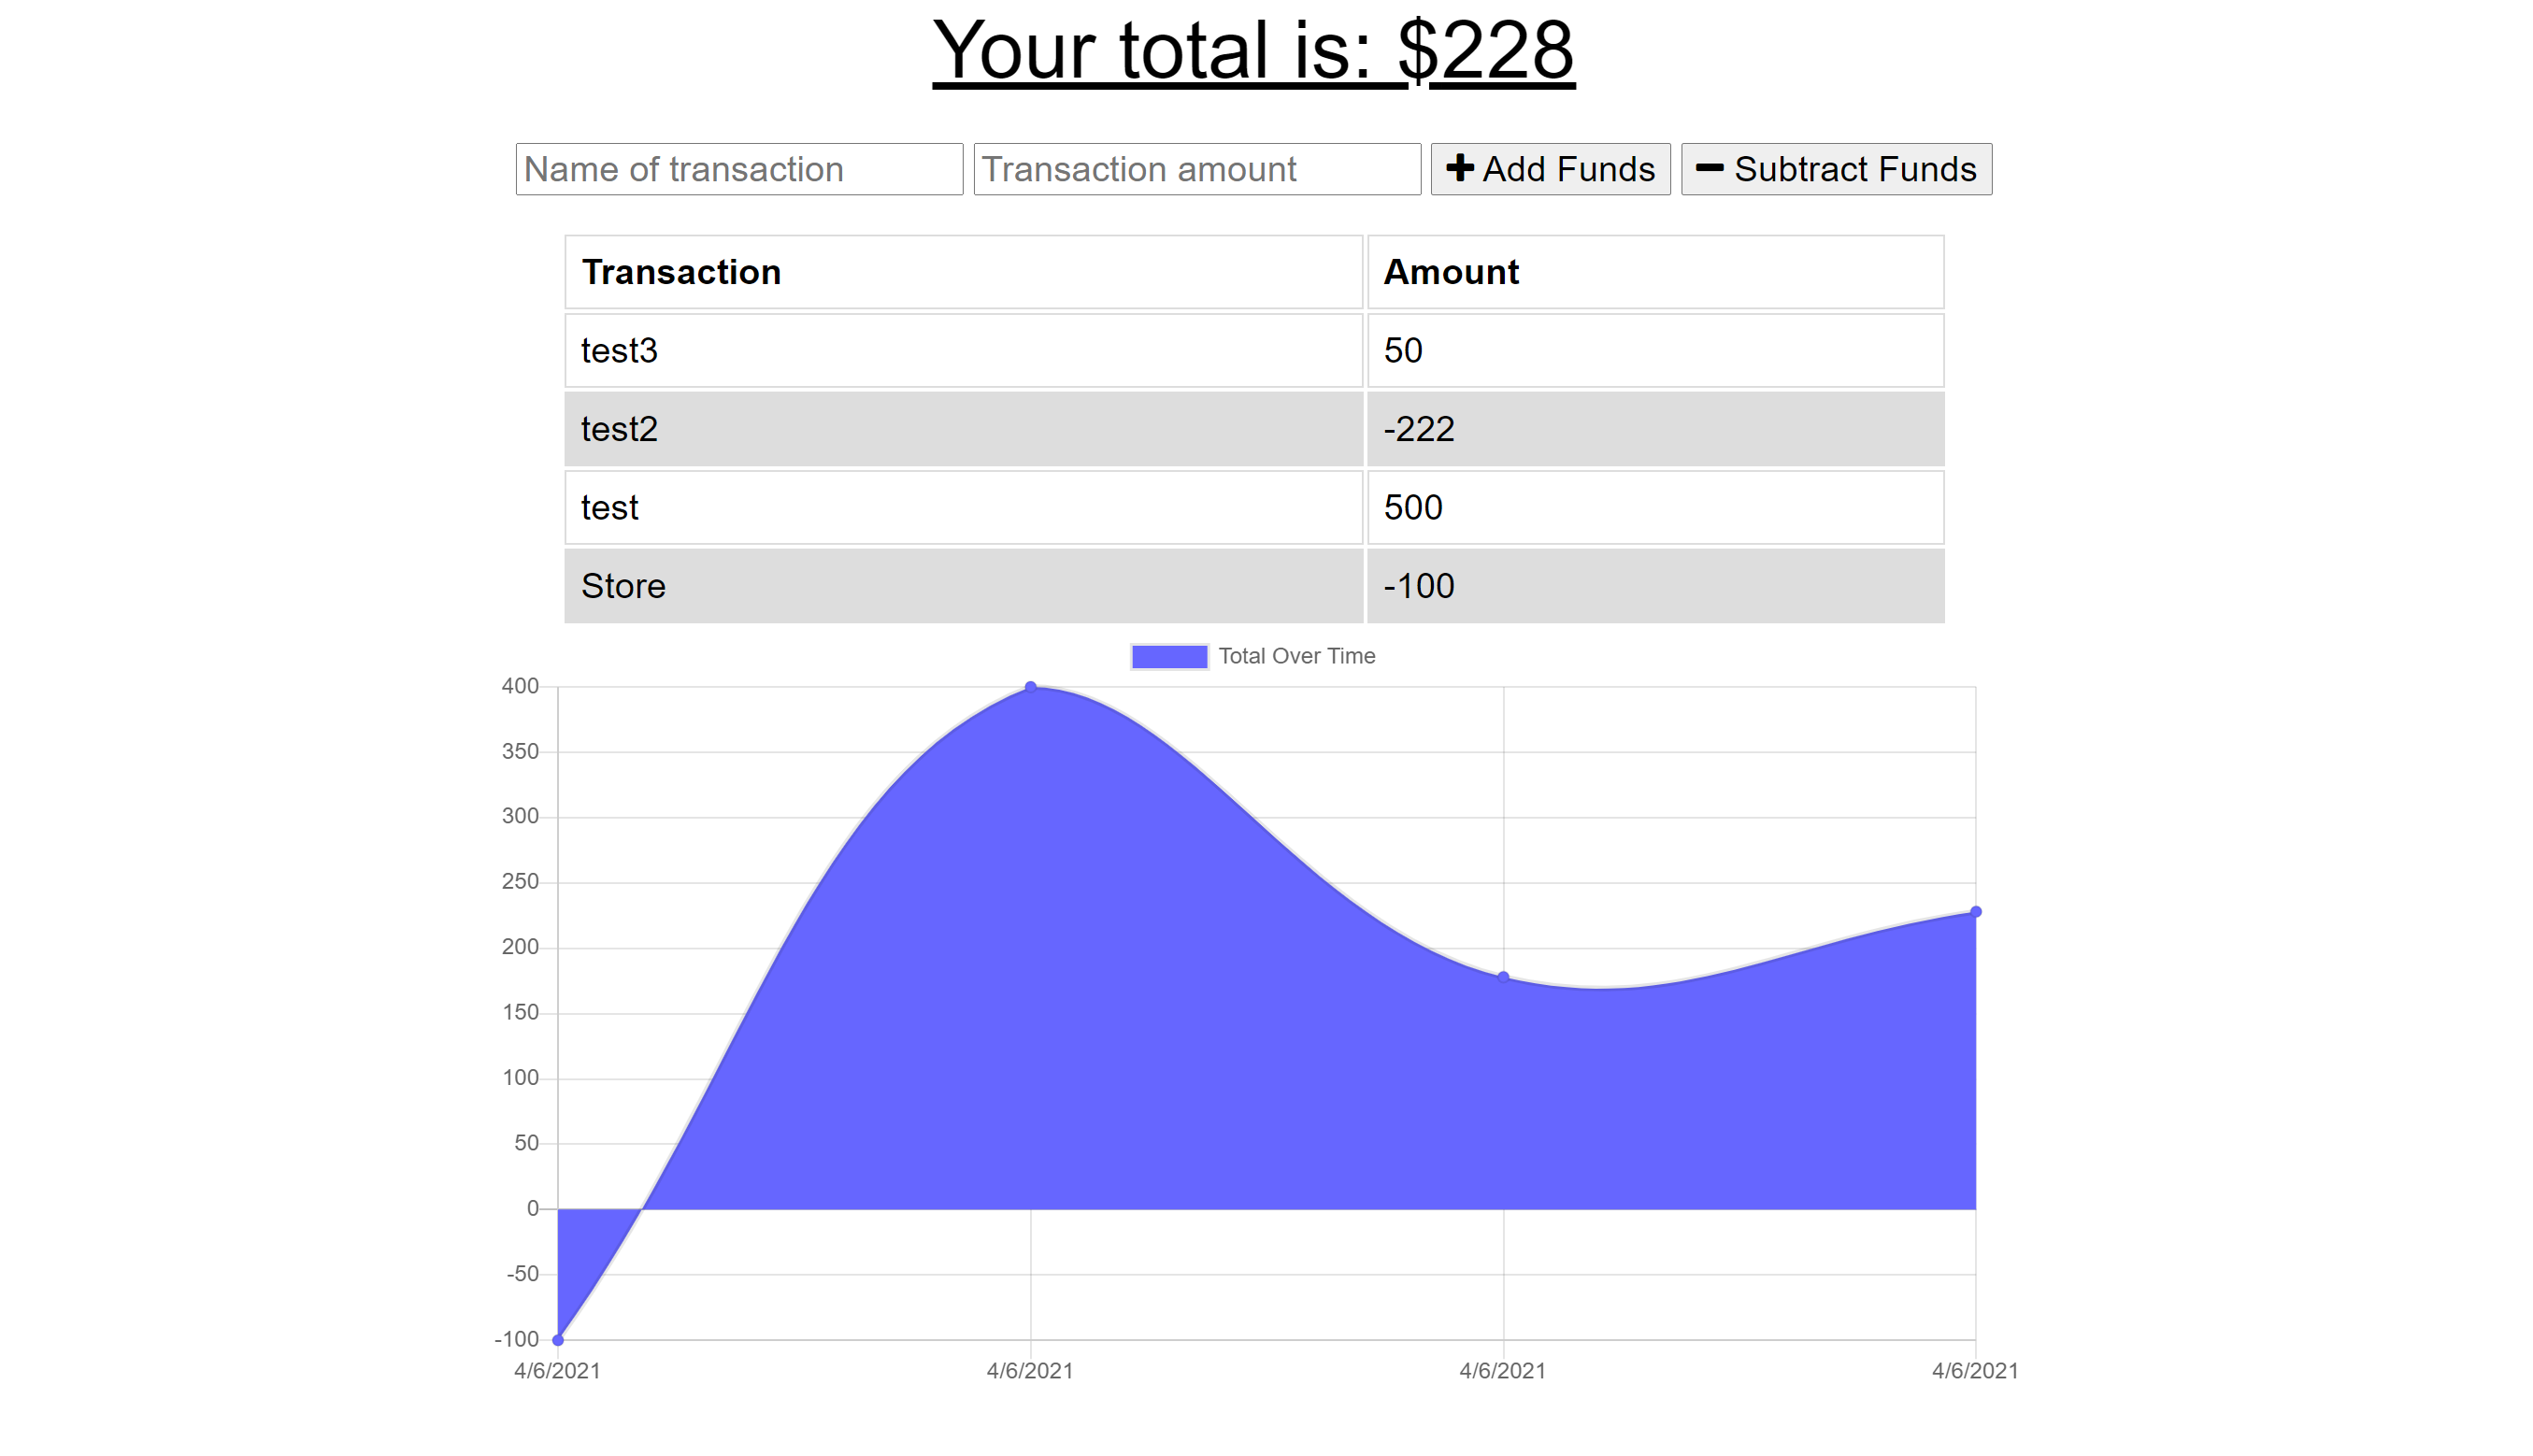 Your total is: $228
Name of transaction Transaction amount Add Funds Subtract Funds
Transaction Amount
test3 50
test2 -222
test 500
Store -100
Total Over Time
400
350
300
250
200
150
100
50
0
-50
-100
4/6/2021 4/6/2021 4/6/2021 4/6/2021